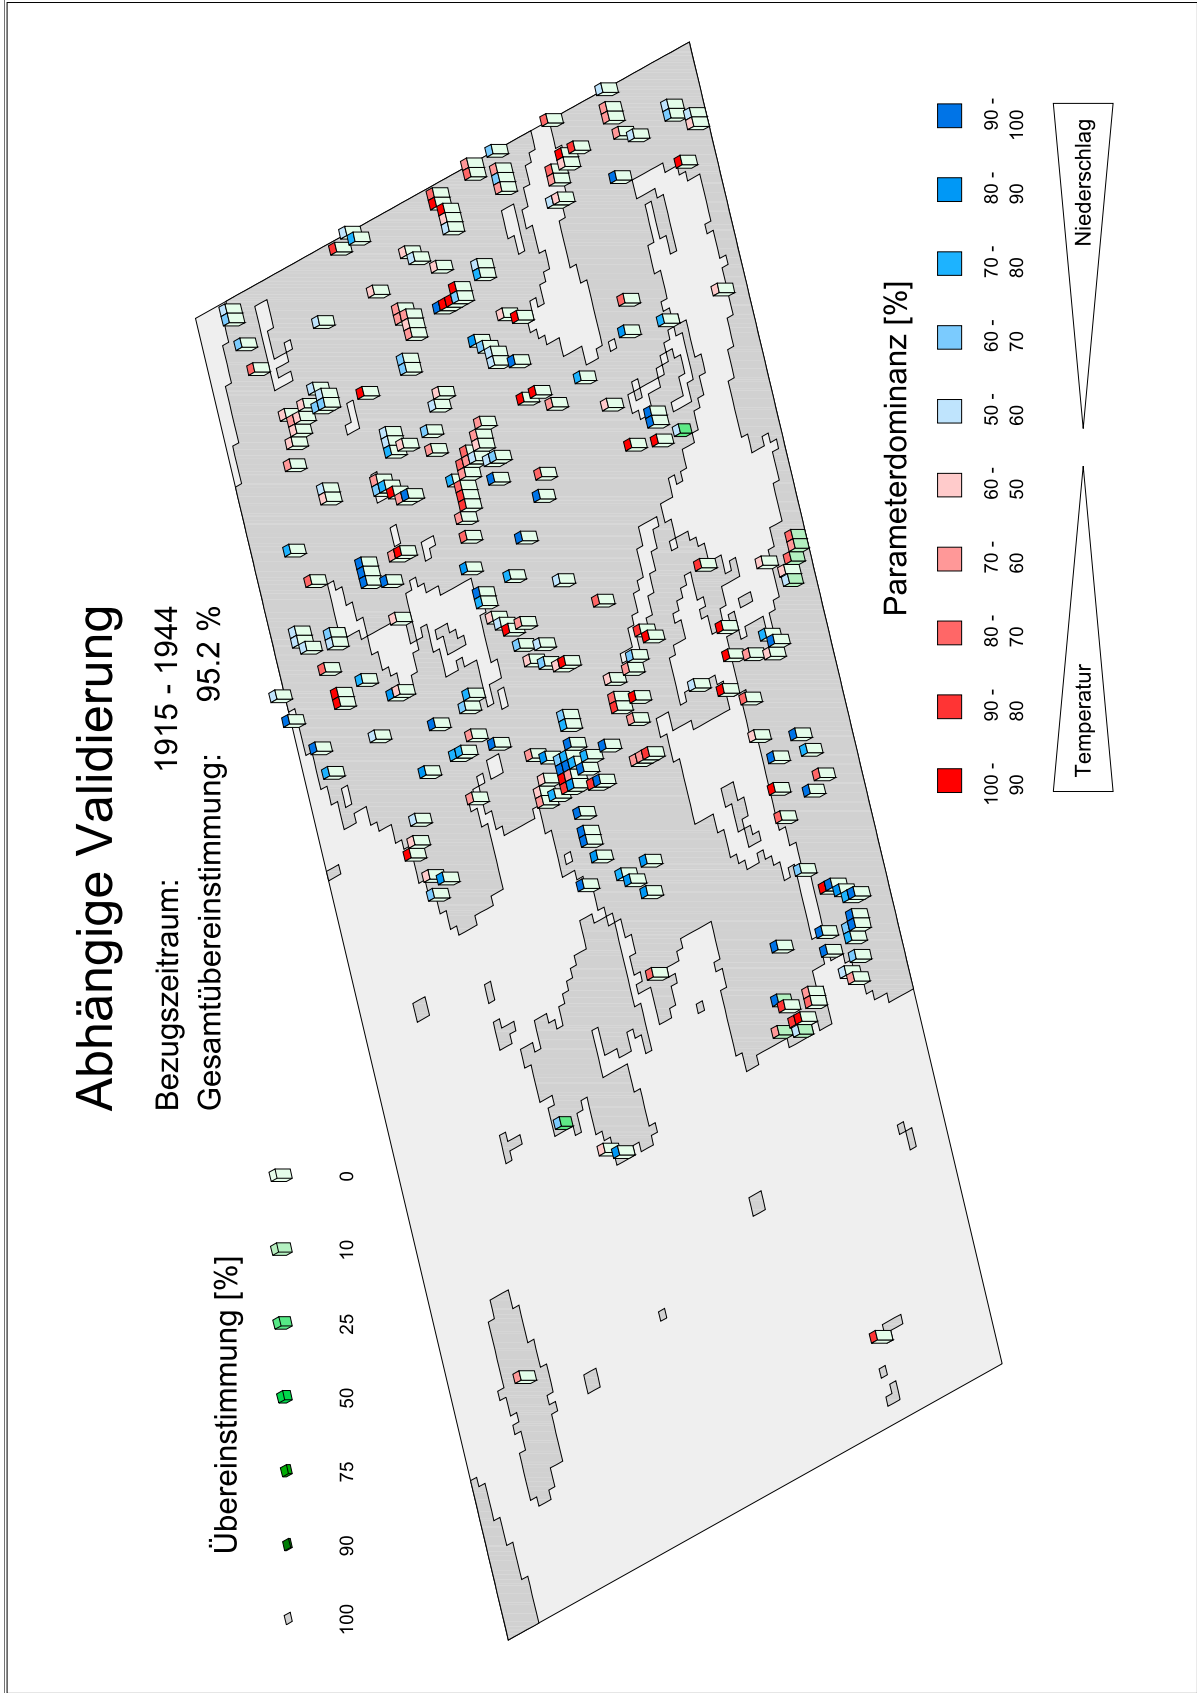 Abhängige Validierung
Bezugszeitraum: 1915 - 1944
Gesamtübereinstimmung: 95.2 %
Übereinstimmung [%]
100 90 75 50 25 10 0
Parameterdominanz [%]
100 - 90 - 80 - 70 - 60 - 50 - 60 - 70 - 80 - 90 -
90 80 70 60 50 60 70 80 90 100
Temperatur Niederschlag